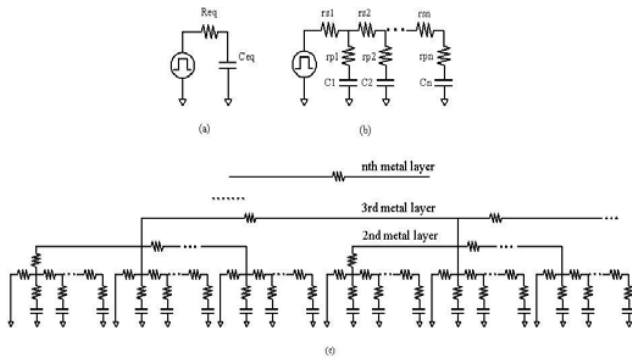 Req
Ceq
(a)
rs1 rs2 rsn
rp1 rp2 rpn
C1 C2 Cn
(b)
nth metal layer
3rd metal layer
2nd metal layer
(c)